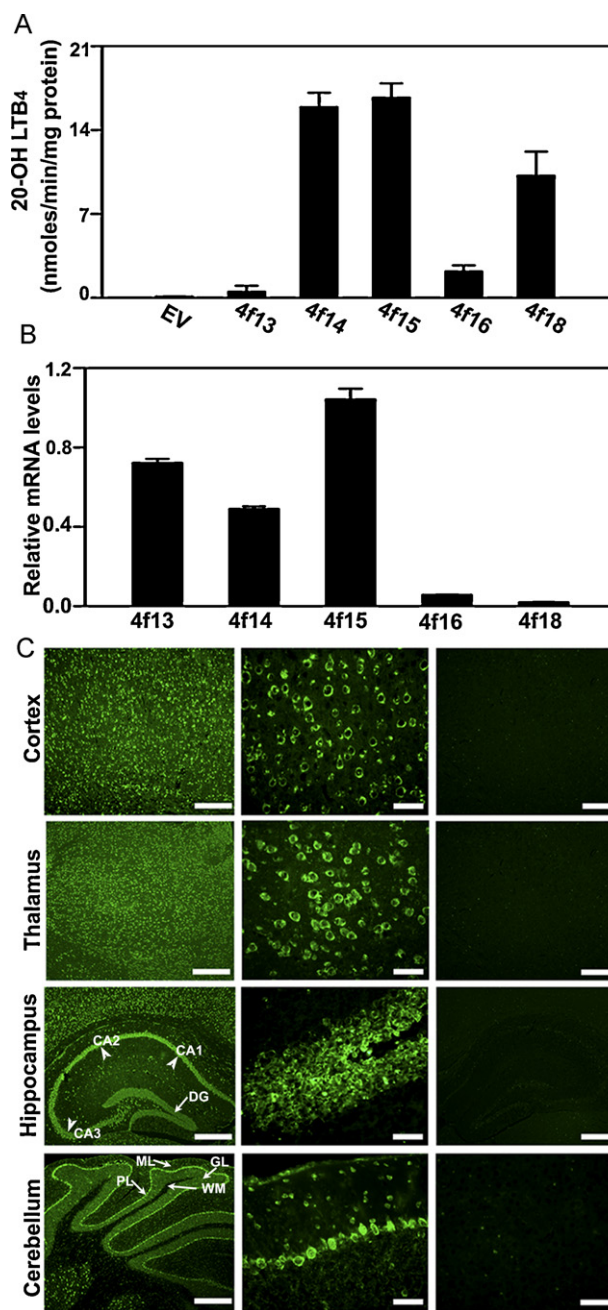 A
20-OH LTB4
(nmoles/min/mg protein)
21
14
7
0
EV
4f13
4f14
4f15
4f16
4f18
B
Relative mRNA levels
1.2
0.8
0.4
0.0
4f13
4f14
4f15
4f16
4f18
C
Cortex
Thalamus
Hippocampus
CA2
CA1
DG
CA3
Cerebellum
ML
GL
PL
WM